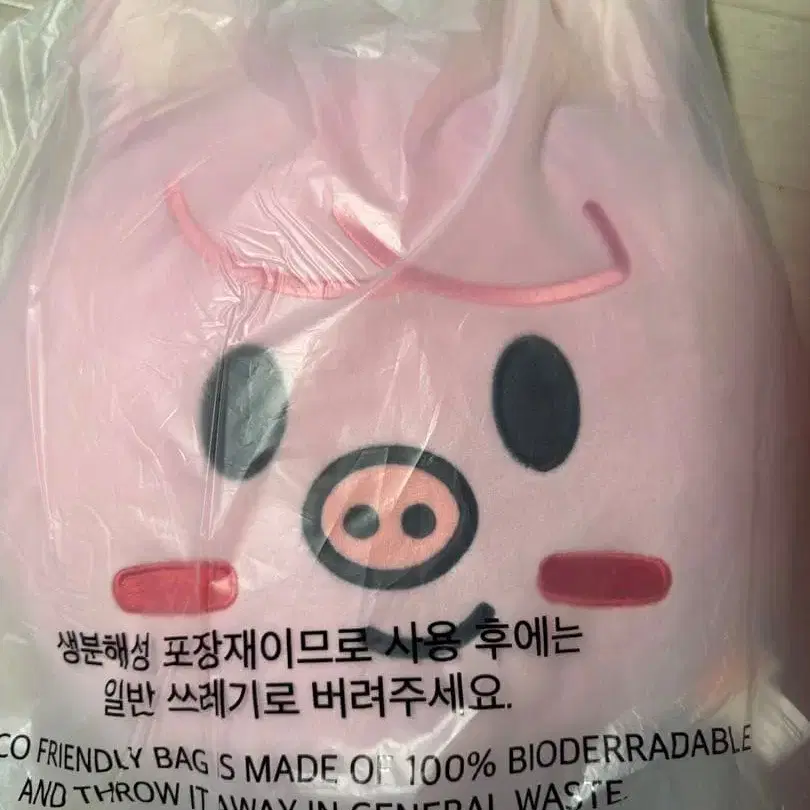 생분해성 포장재이므로 사용 후에는
일반 쓰레기로 버려주세요.
CO FRIENDLY BAG IS MADE OF 100% BIODERRADABLE
AND THROW IT AWAY IN GENERAL WASTE.